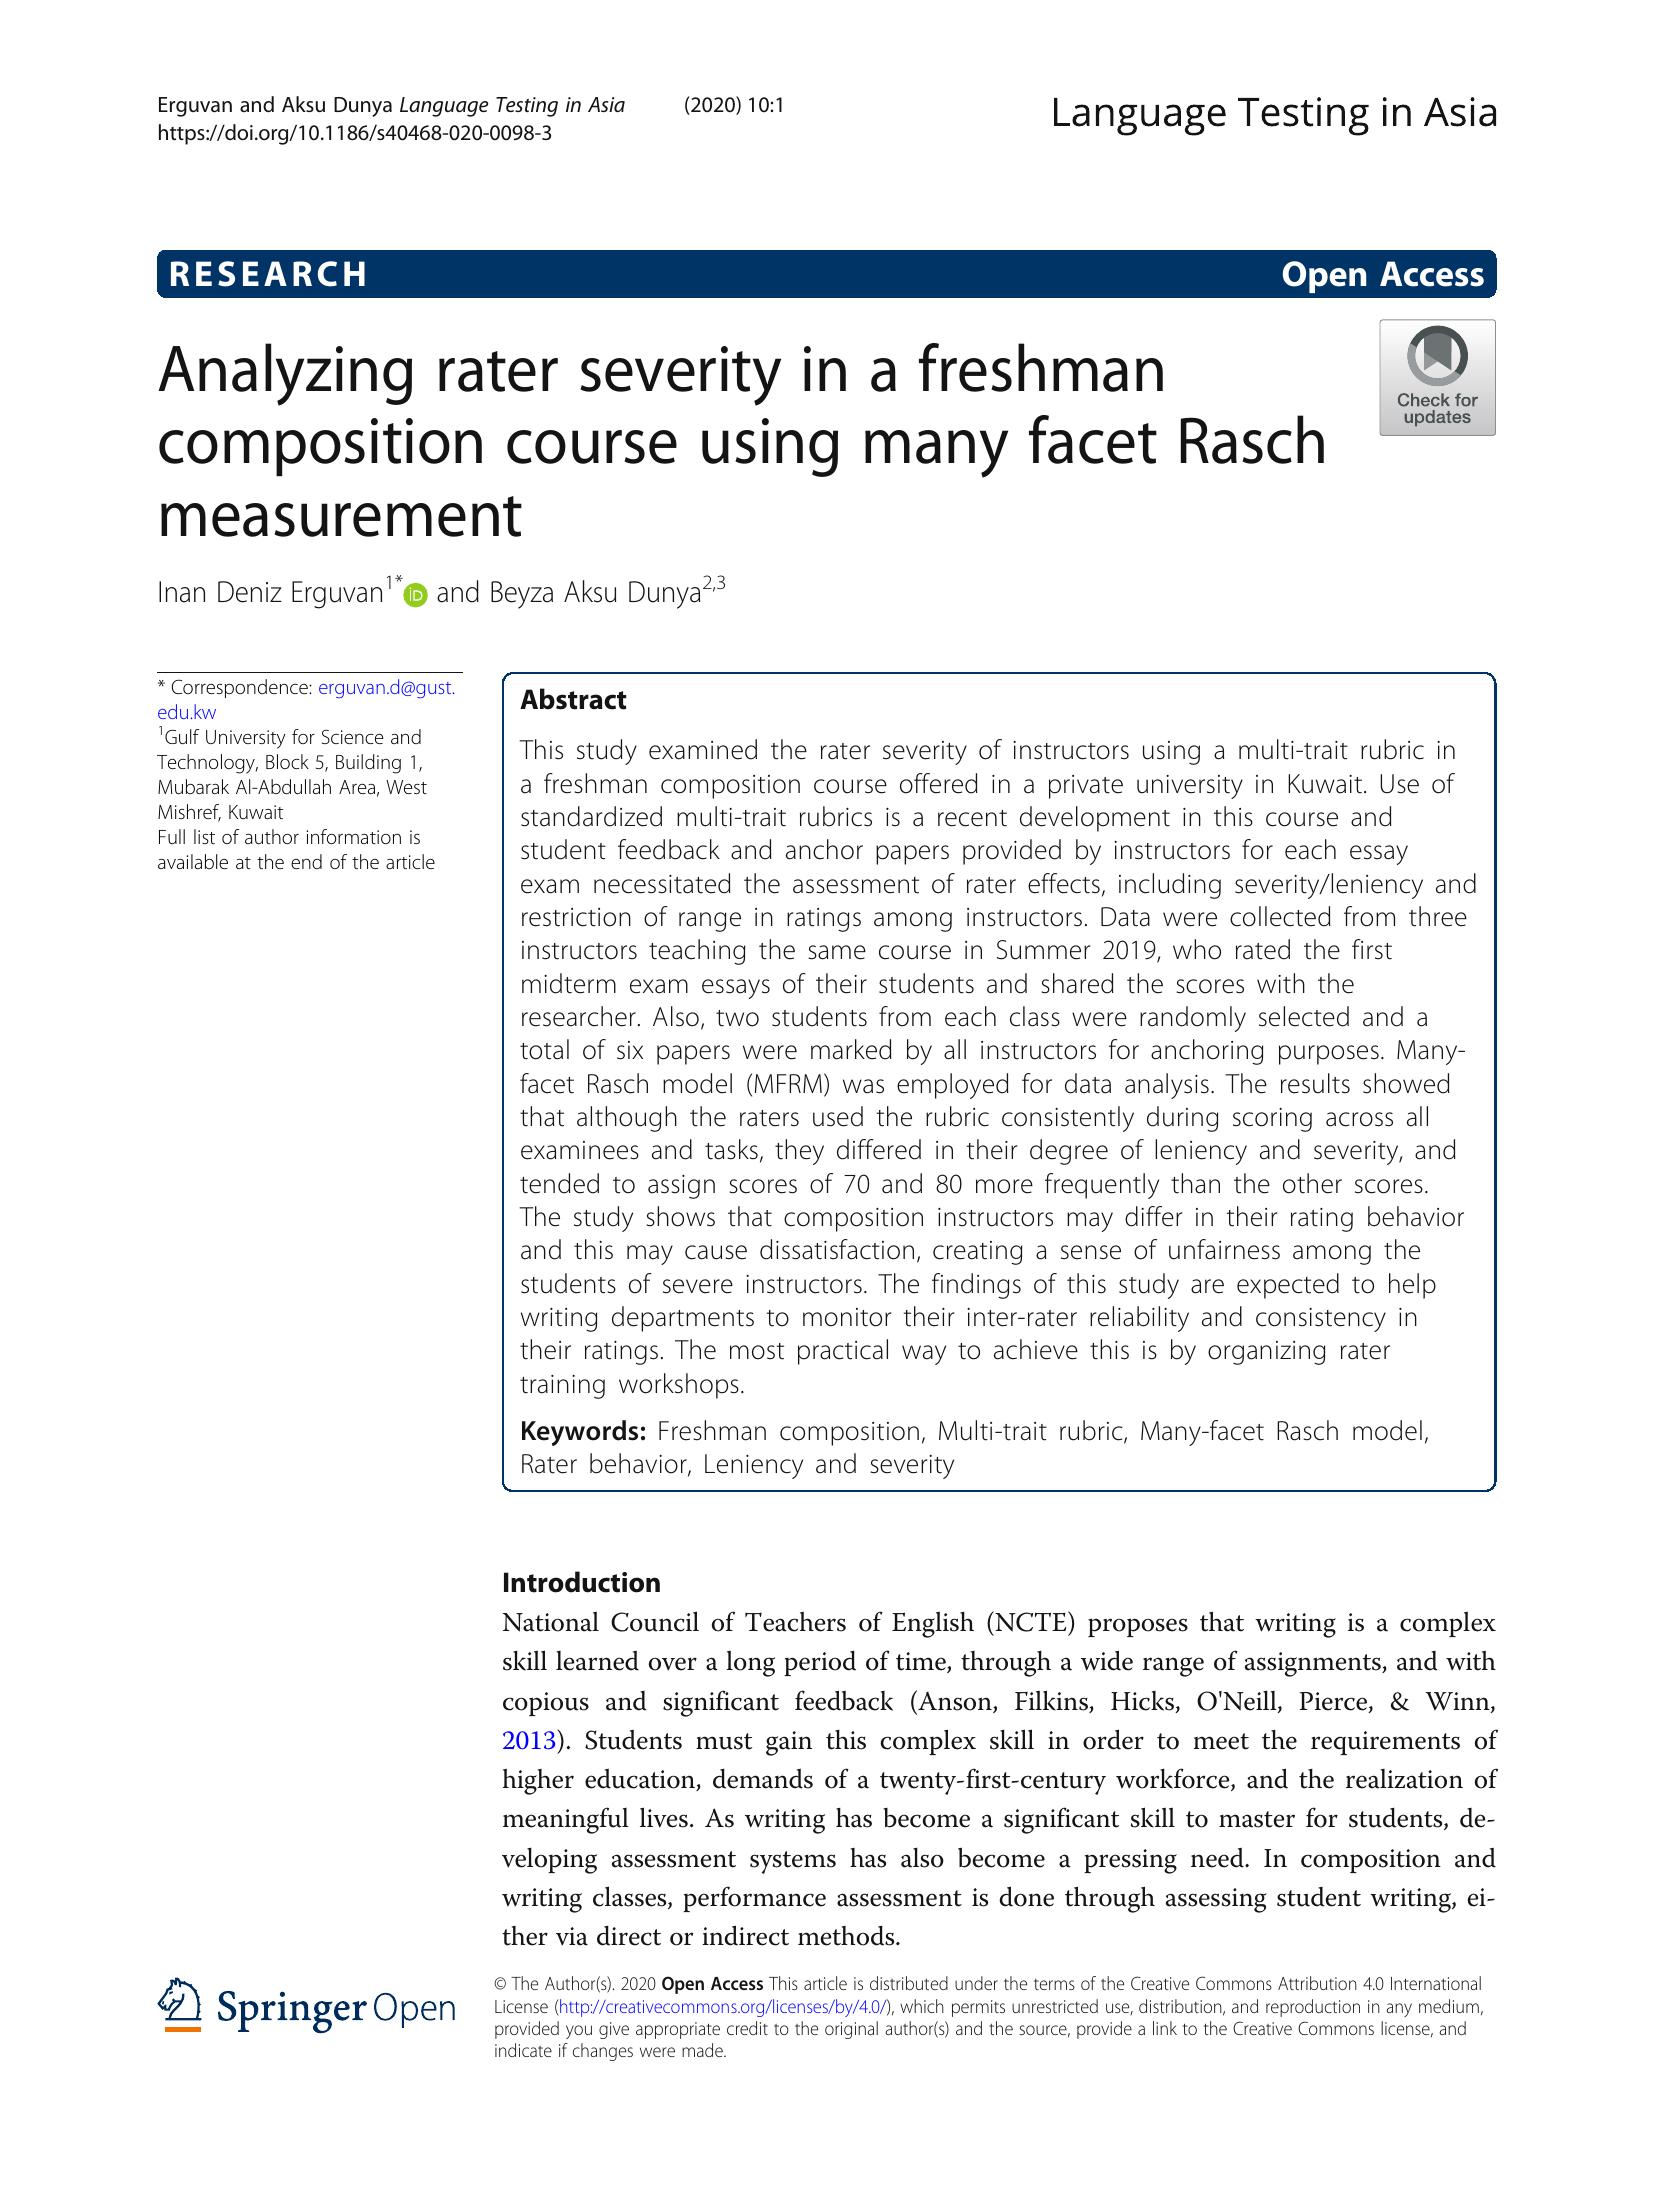 Erguvan and Aksu Dunya Language Testing in Asia (2020) 10:1
https://doi.org/10.1186/s40468-020-0098-3
Language Testing in Asia
RESEARCH Open Access
Analyzing rater severity in a freshman
composition course using many facet Rasch
measurement
Check for
updates
Inan Deniz Erguvan1* iD and Beyza Aksu Dunya2,3
* Correspondence: erguvan.d@gust.
edu.kw
1Gulf University for Science and
Technology, Block 5, Building 1,
Mubarak Al-Abdullah Area, West
Mishref, Kuwait
Full list of author information is
available at the end of the article
Abstract
This study examined the rater severity of instructors using a multi-trait rubric in
a freshman composition course offered in a private university in Kuwait. Use of
standardized multi-trait rubrics is a recent development in this course and
student feedback and anchor papers provided by instructors for each essay
exam necessitated the assessment of rater effects, including severity/leniency and
restriction of range in ratings among instructors. Data were collected from three
instructors teaching the same course in Summer 2019, who rated the first
midterm exam essays of their students and shared the scores with the
researcher. Also, two students from each class were randomly selected and a
total of six papers were marked by all instructors for anchoring purposes. Many-
facet Rasch model (MFRM) was employed for data analysis. The results showed
that although the raters used the rubric consistently during scoring across all
examinees and tasks, they differed in their degree of leniency and severity, and
tended to assign scores of 70 and 80 more frequently than the other scores.
The study shows that composition instructors may differ in their rating behavior
and this may cause dissatisfaction, creating a sense of unfairness among the
students of severe instructors. The findings of this study are expected to help
writing departments to monitor their inter-rater reliability and consistency in
their ratings. The most practical way to achieve this is by organizing rater
training workshops.
Keywords: Freshman composition, Multi-trait rubric, Many-facet Rasch model,
Rater behavior, Leniency and severity
Introduction
National Council of Teachers of English (NCTE) proposes that writing is a complex
skill learned over a long period of time, through a wide range of assignments, and with
copious and significant feedback (Anson, Filkins, Hicks, O'Neill, Pierce, & Winn,
2013). Students must gain this complex skill in order to meet the requirements of
higher education, demands of a twenty-first-century workforce, and the realization of
meaningful lives. As writing has become a significant skill to master for students, de-
veloping assessment systems has also become a pressing need. In composition and
writing classes, performance assessment is done through assessing student writing, ei-
ther via direct or indirect methods.
Springer Open
© The Author(s). 2020 Open Access This article is distributed under the terms of the Creative Commons Attribution 4.0 International
License (http://creativecommons.org/licenses/by/4.0/), which permits unrestricted use, distribution, and reproduction in any medium,
provided you give appropriate credit to the original author(s) and the source, provide a link to the Creative Commons license, and
indicate if changes were made.